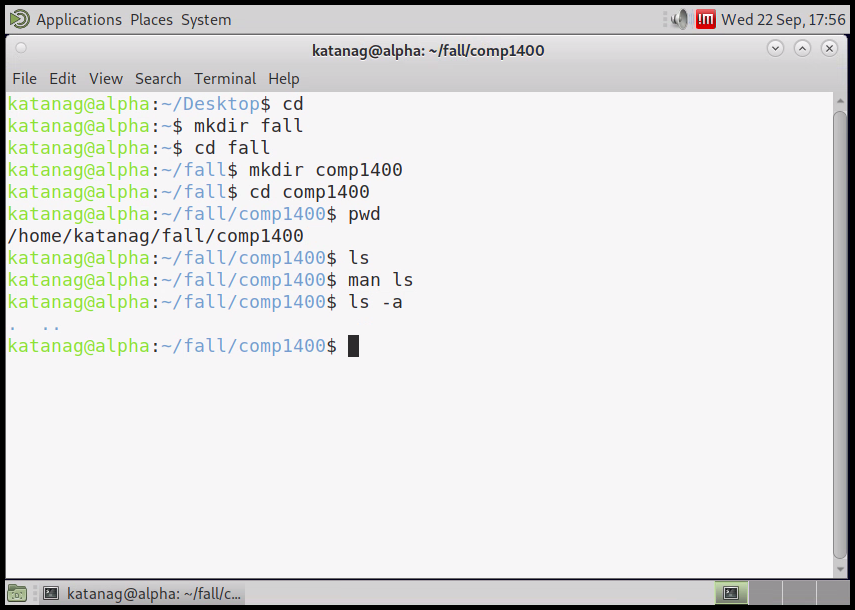 Applications Places System
!m Wed 22 Sep, 17:56
katanag@alpha: ~/fall/comp1400
File Edit View Search Terminal Help
katanag@alpha:~/Desktop$ cd
katanag@alpha:~$ mkdir fall
katanag@alpha:~$ cd fall
katanag@alpha:~/fall$ mkdir comp1400
katanag@alpha:~/fall$ cd comp1400
katanag@alpha:~/fall/comp1400$ pwd
/home/katanag/fall/comp1400
katanag@alpha:~/fall/comp1400$ ls
katanag@alpha:~/fall/comp1400$ man ls
katanag@alpha:~/fall/comp1400$ ls -a
.  ..
katanag@alpha:~/fall/comp1400$
katanag@alpha: ~/fall/c...